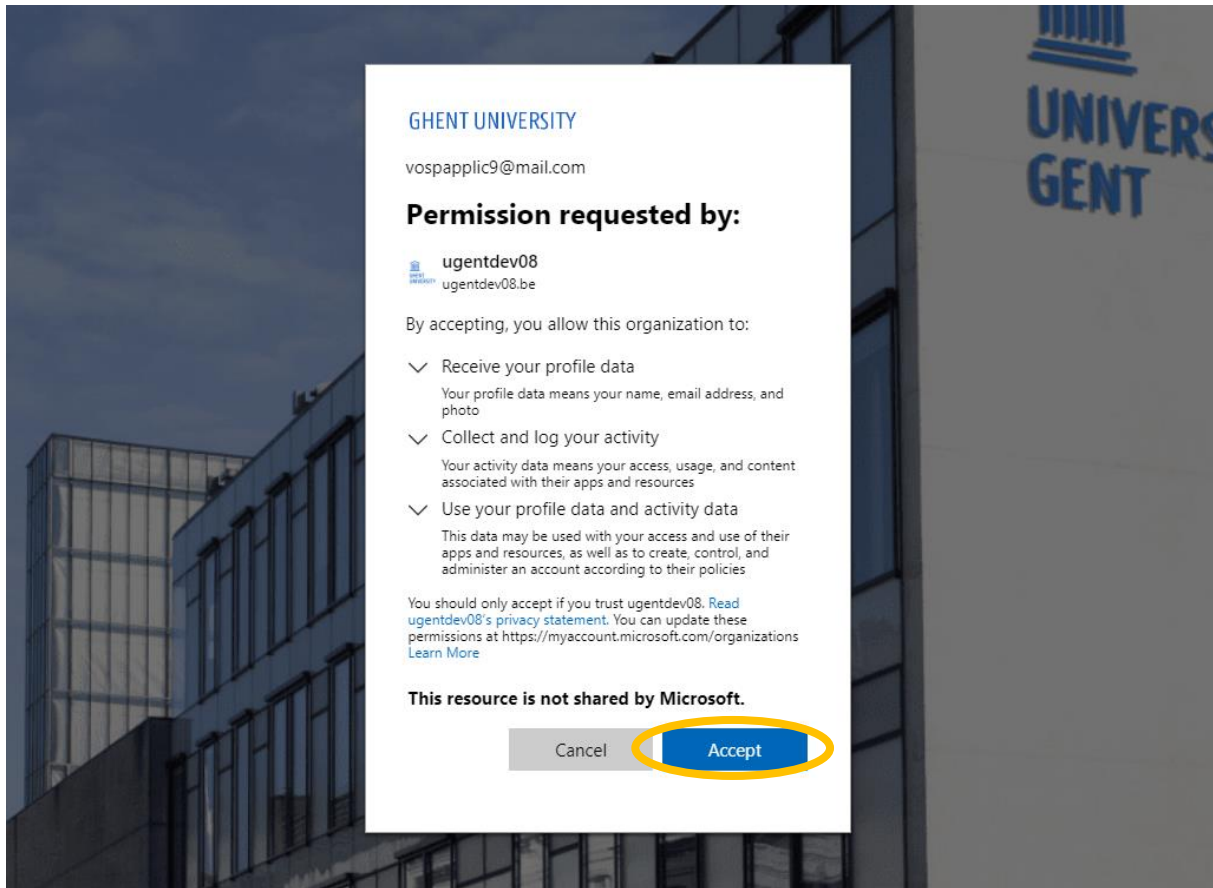 GHENT UNIVERSITY
vospapplic9@mail.com
Permission requested by:
ugentdev08
ugentdev08.be
By accepting, you allow this organization to:
Receive your profile data
Your profile data means your name, email address, and
photo
Collect and log your activity
Your activity data means your access, usage, and content
associated with their apps and resources
Use your profile data and activity data
This data may be used with your access and use of their
apps and resources, as well as to create, control, and
administer an account according to their policies
You should only accept if you trust ugentdev08. Read
ugentdev08's privacy statement. You can update these
permissions at https://myaccount.microsoft.com/organizations
Learn More
This resource is not shared by Microsoft.
Cancel Accept
UNIVERS
GENT